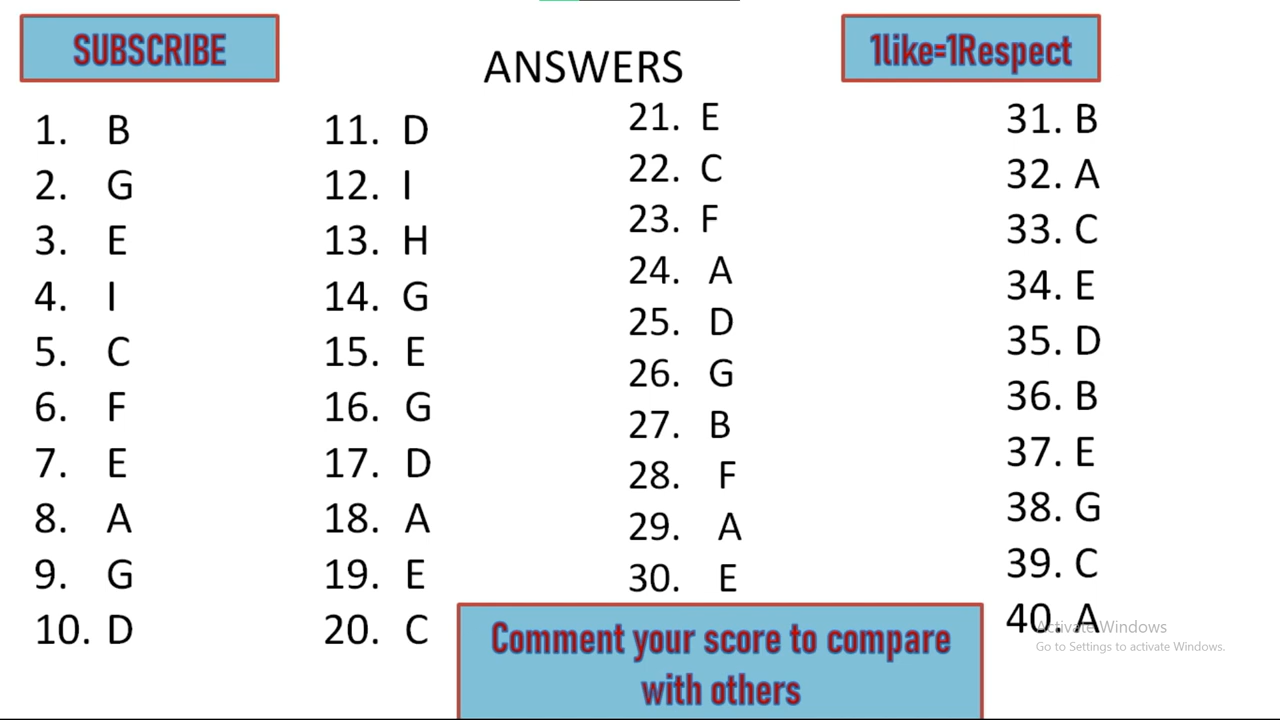 SUBSCRIBE
ANSWERS
1like=1Respect
1. B
2. G
3. E
4. I
5. C
6. F
7. E
8. A
9. G
10. D
11. D
12. I
13. H
14. G
15. E
16. G
17. D
18. A
19. E
20. C
21. E
22. C
23. F
24. A
25. D
26. G
27. B
28. F
29. A
30. E
31. B
32. A
33. C
34. E
35. D
36. B
37. E
38. G
39. C
40. A
Comment your score to compare
with others
Activate Windows
Go to Settings to activate Windows.